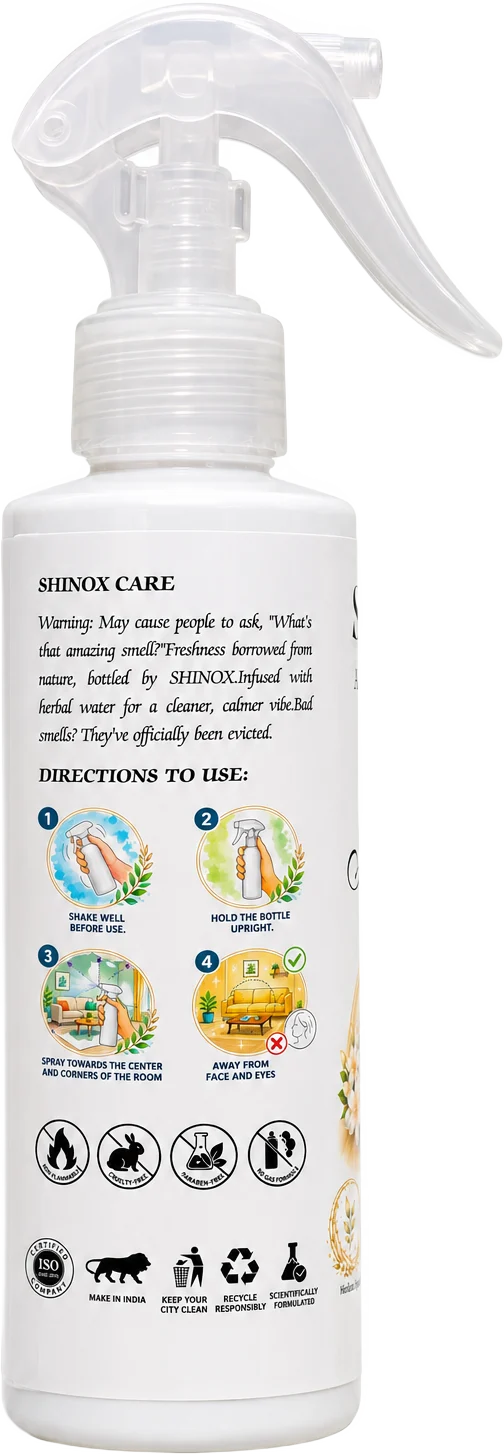 SHINOX CARE
Warning: May cause people to ask, "What's
that amazing smell?"Freshness borrowed from
nature, bottled by SHINOX.Infused with
herbal water for a cleaner, calmer vibe.Bad
smells? They've officially been evicted.
DIRECTIONS TO USE:
1
2
SHAKE WELL
BEFORE USE.
HOLD THE BOTTLE
UPRIGHT.
3
4
SPRAY TOWARDS THE CENTER
AND CORNERS OF THE ROOM
AWAY FROM
FACE AND EYES
NON FLAMMABLE
CRUELTY-FREE
PARABEN-FREE
NO GAS FORMULA
CERTIFIED
ISO
COMPANY
MAKE IN INDIA
KEEP YOUR
CITY CLEAN
RECYCLE
RESPONSIBLY
SCIENTIFICALLY
FORMULATED